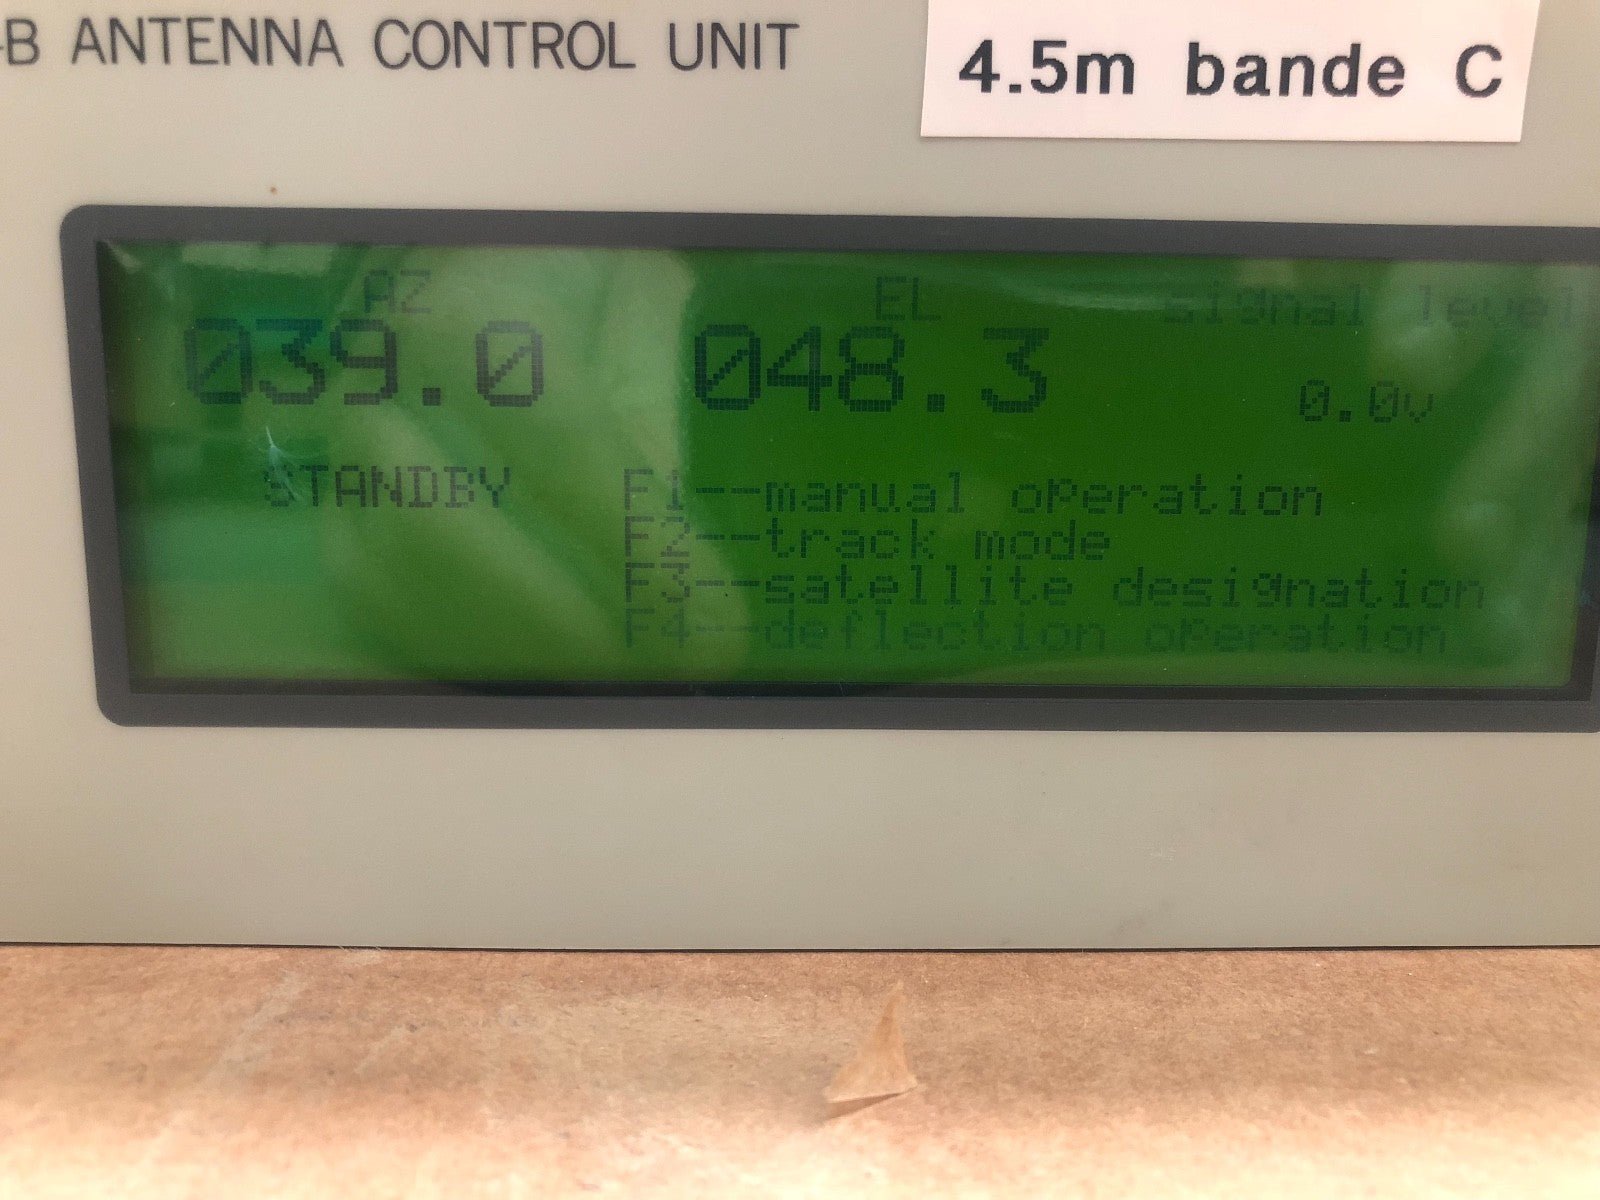 -B ANTENNA CONTROL UNIT
4.5m bande C
AZ EL Signal level
039.0 048.3 0.0v
STANDBY F1--manual operation
F2--track mode
F3--satellite designation
F4--deflection operation